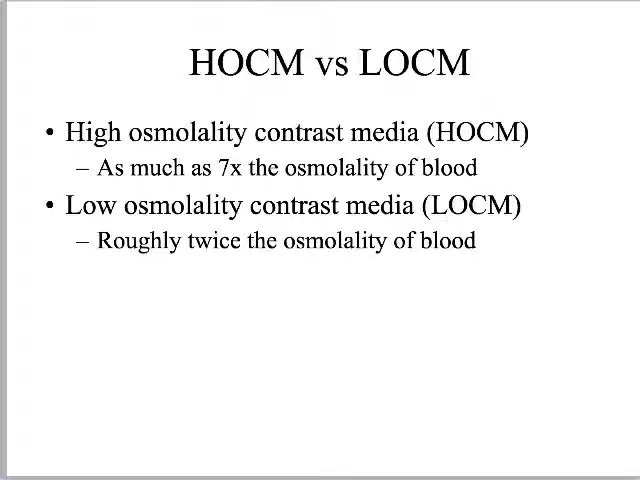 HOCM vs LOCM
• High osmolality contrast media (HOCM)
– As much as 7x the osmolality of blood
• Low osmolality contrast media (LOCM)
– Roughly twice the osmolality of blood